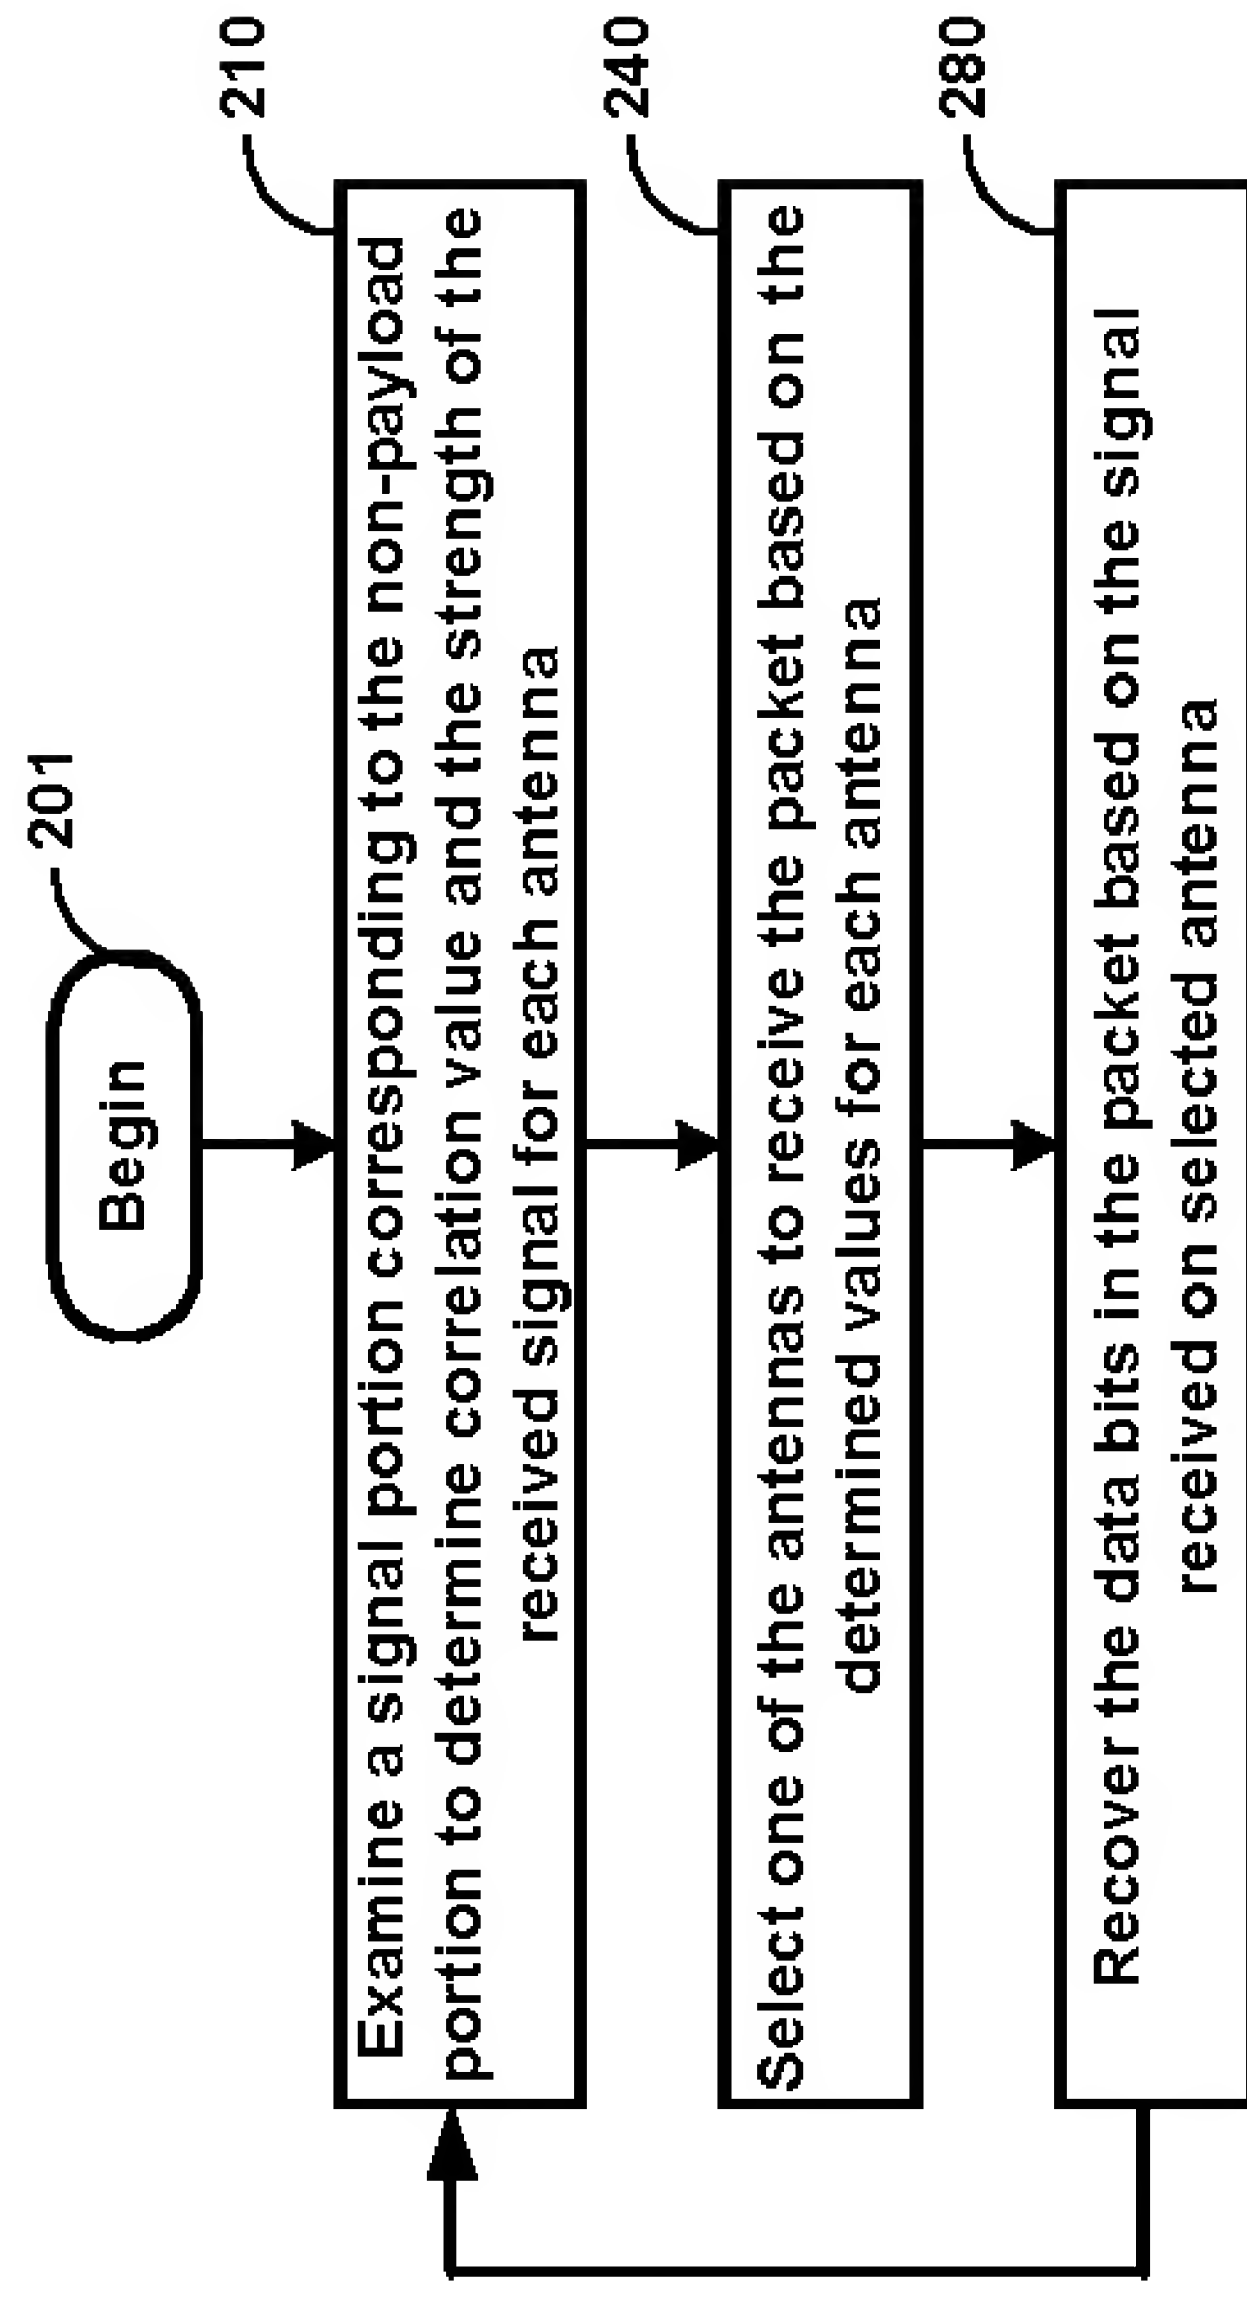 201
Begin
210
Examine a signal portion corresponding to the non-payload
portion to determine correlation value and the strength of the
received signal for each antenna
240
Select one of the antennas to receive the packet based on the
determined values for each antenna
280
Recover the data bits in the packet based on the signal
received on selected antenna